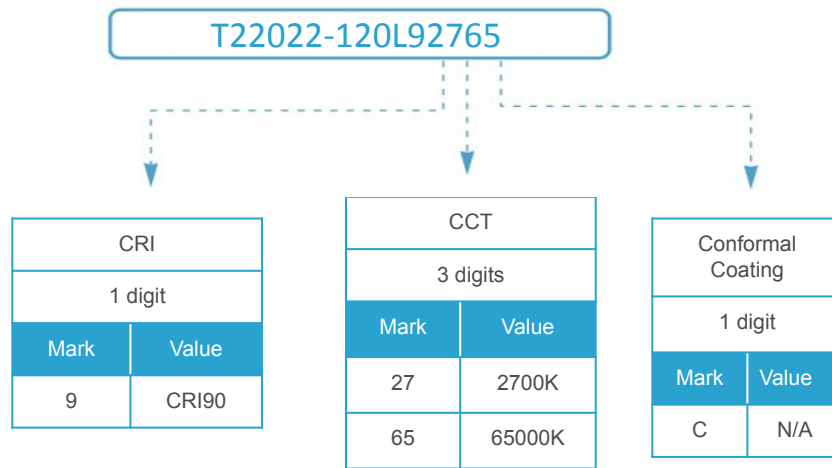 T22022-120L92765
CRI
1 digit
Mark Value
9 CRI90
CCT
3 digits
Mark Value
27 2700K
65 65000K
Conformal
Coating
1 digit
Mark Value
C N/A